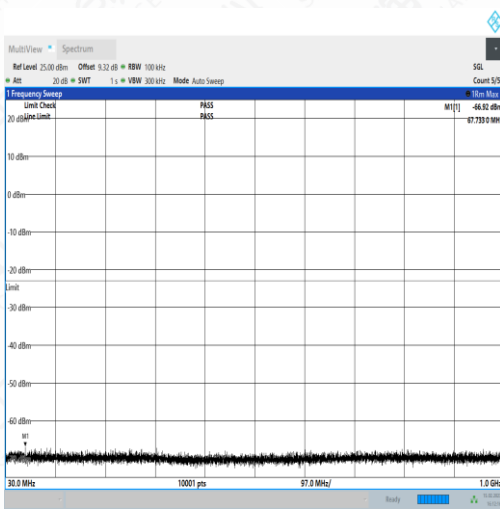 MultiView Spectrum
Ref Level 25.00 dBm Offset 9.32 dB RBW 100 kHz SGL
Att 20 dB SWT 1 s VBW 300 kHz Mode Auto Sweep Count 5/5
1 Frequency Sweep 1Rm Max
Limit Check PASS M1[1] -66.92 dBm
Line Limit PASS 67.7330 MH
20 dBm
10 dBm
0 dBm
-10 dBm
-20 dBm
Limit
-30 dBm
-40 dBm
-50 dBm
-60 dBm
M1
30.0 MHz 10001 pts 97.0 MHz/ 1.0 GHz
Ready